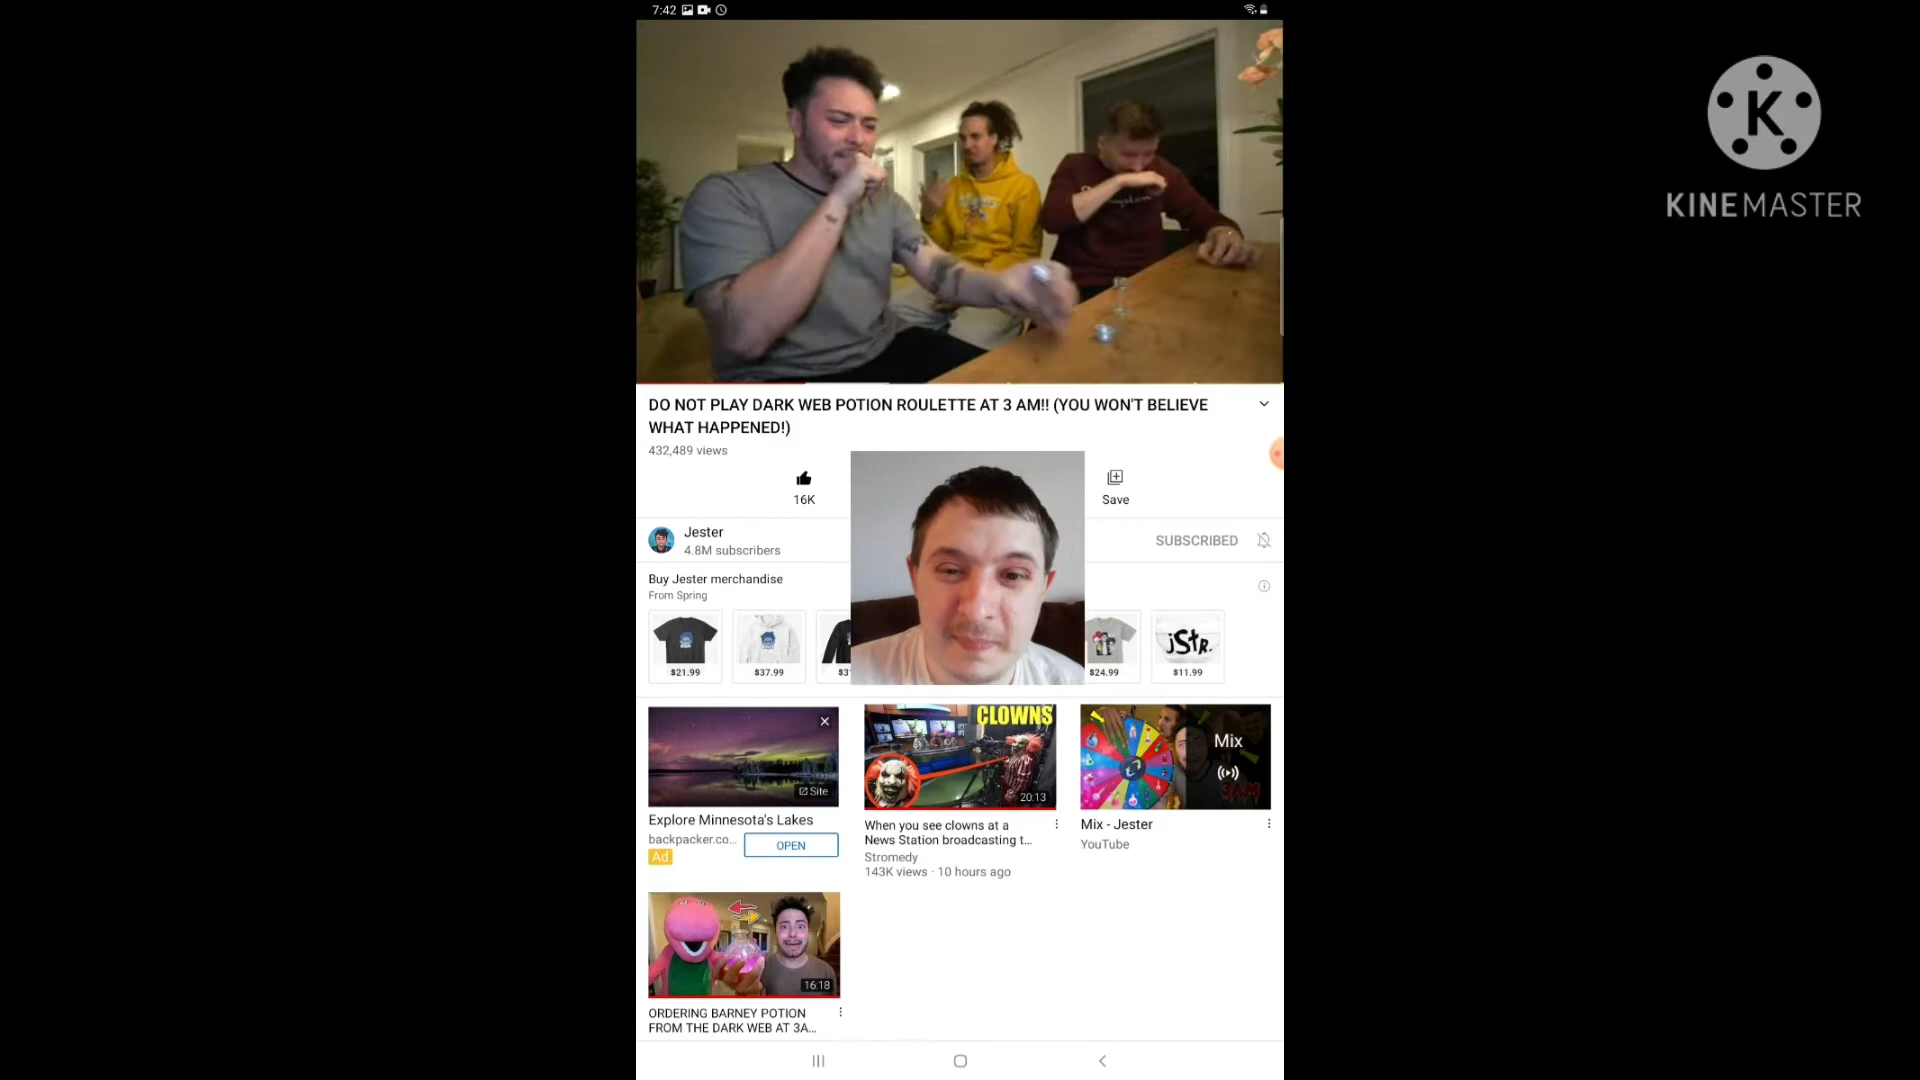 7:42
KINEMASTER
DO NOT PLAY DARK WEB POTION ROULETTE AT 3 AM!! (YOU WON'T BELIEVE
WHAT HAPPENED!)
432,489 views
16K
Save
Jester
4.8M subscribers
SUBSCRIBED
Buy Jester merchandise
From Spring
$21.99
$37.99
$24.99
jStR.
$11.99
Site
Explore Minnesota's Lakes
backpacker.co...
Ad
OPEN
CLOWNS
20:13
When you see clowns at a
News Station broadcasting t...
Stromedy
143K views · 10 hours ago
Mix
3AM
Mix - Jester
YouTube
16:18
ORDERING BARNEY POTION
FROM THE DARK WEB AT 3A...